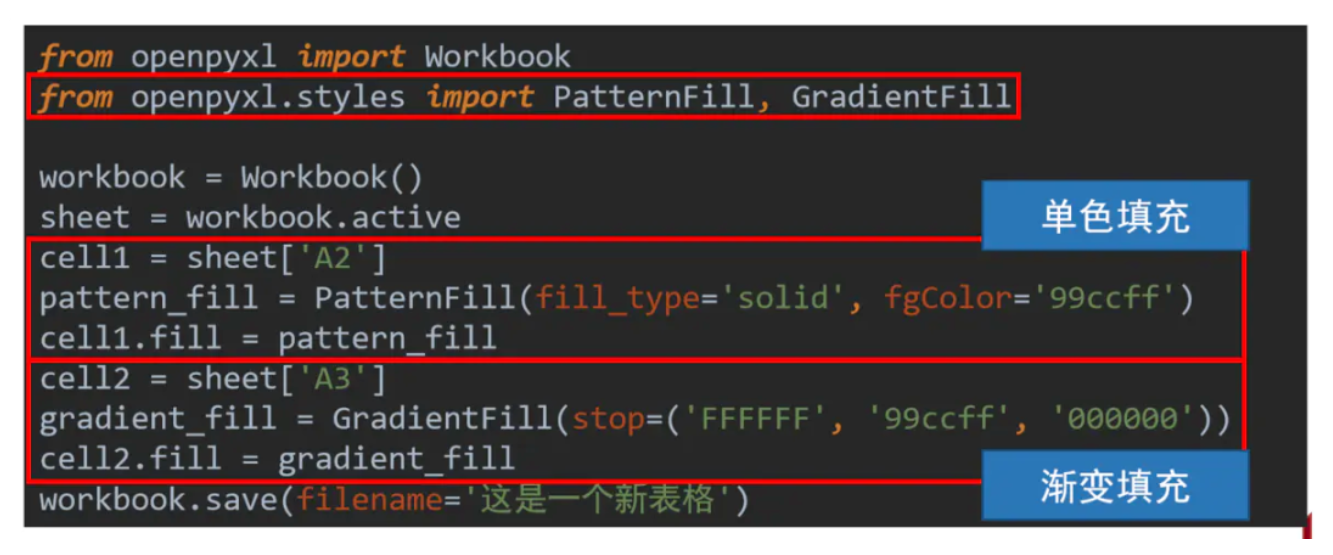 from openpyxl import Workbook
from openpyxl.styles import PatternFill, GradientFill
workbook = Workbook()
sheet = workbook.active
单色填充
cell1 = sheet['A2']
pattern_fill = PatternFill(fill_type='solid', fgColor='99ccff')
cell1.fill = pattern_fill
cell2 = sheet['A3']
gradient_fill = GradientFill(stop=('FFFFFF', '99ccff', '000000'))
cell2.fill = gradient_fill
渐变填充
workbook.save(filename='这是一个新表格')